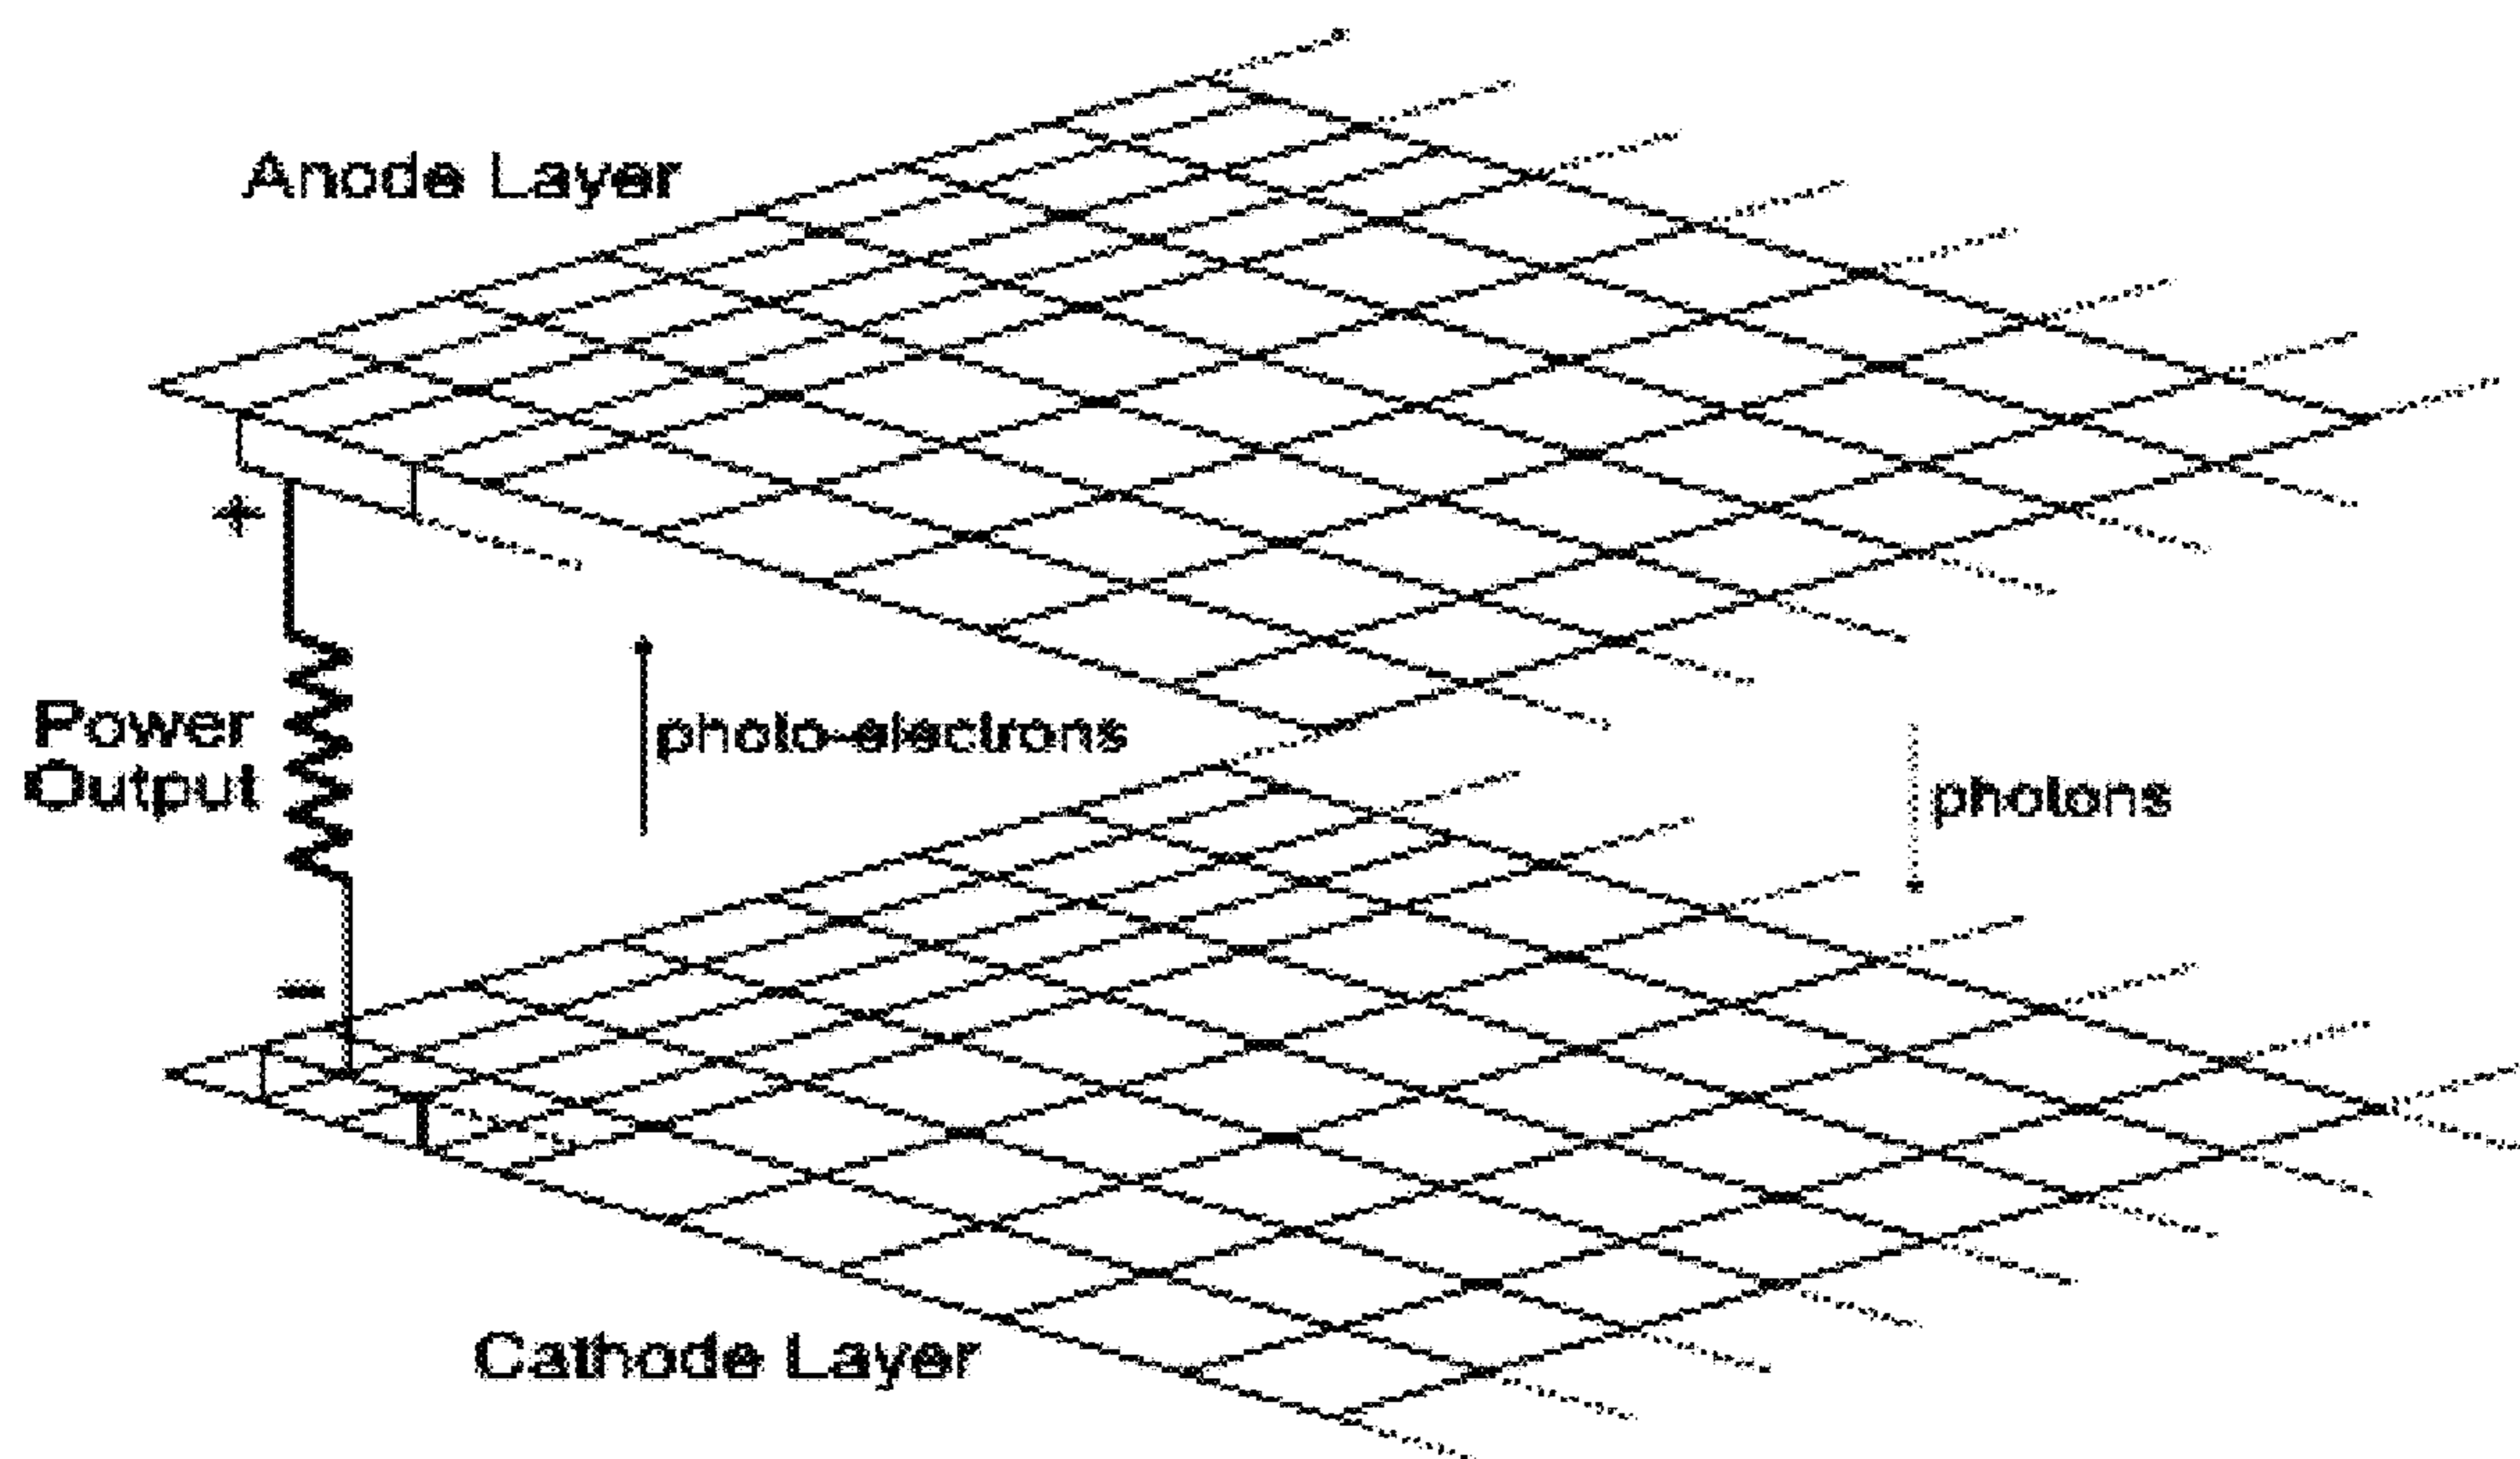 Anode Layer
+
Power
Output
photo-electrons
photons
-
Cathode Layer